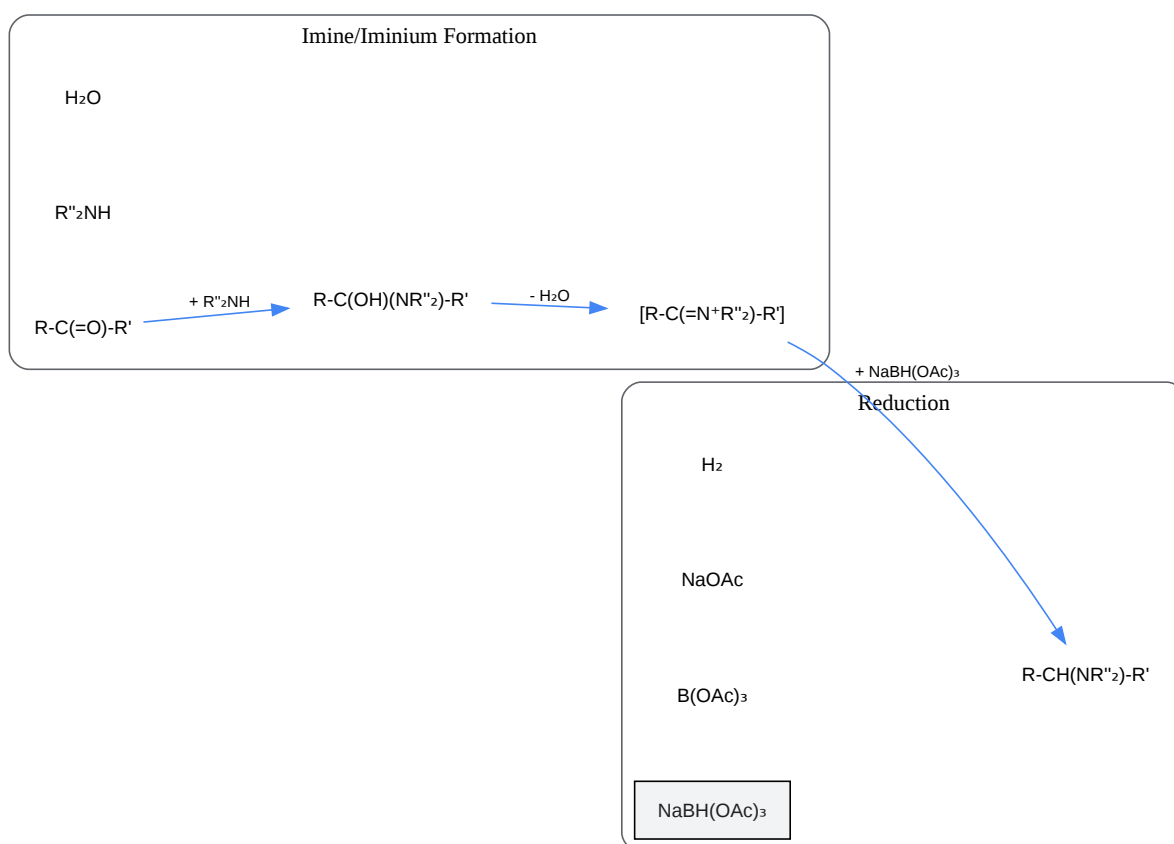 Imine/Iminium Formation
H₂O
R"₂NH
R-C(=O)-R'
+ R"₂NH
R-C(OH)(NR"₂)-R'
- H₂O
[R-C(=N⁺R"₂)-R']
+ NaBH(OAc)₃
Reduction
H₂
NaOAc
B(OAc)₃
NaBH(OAc)₃
R-CH(NR"₂)-R'